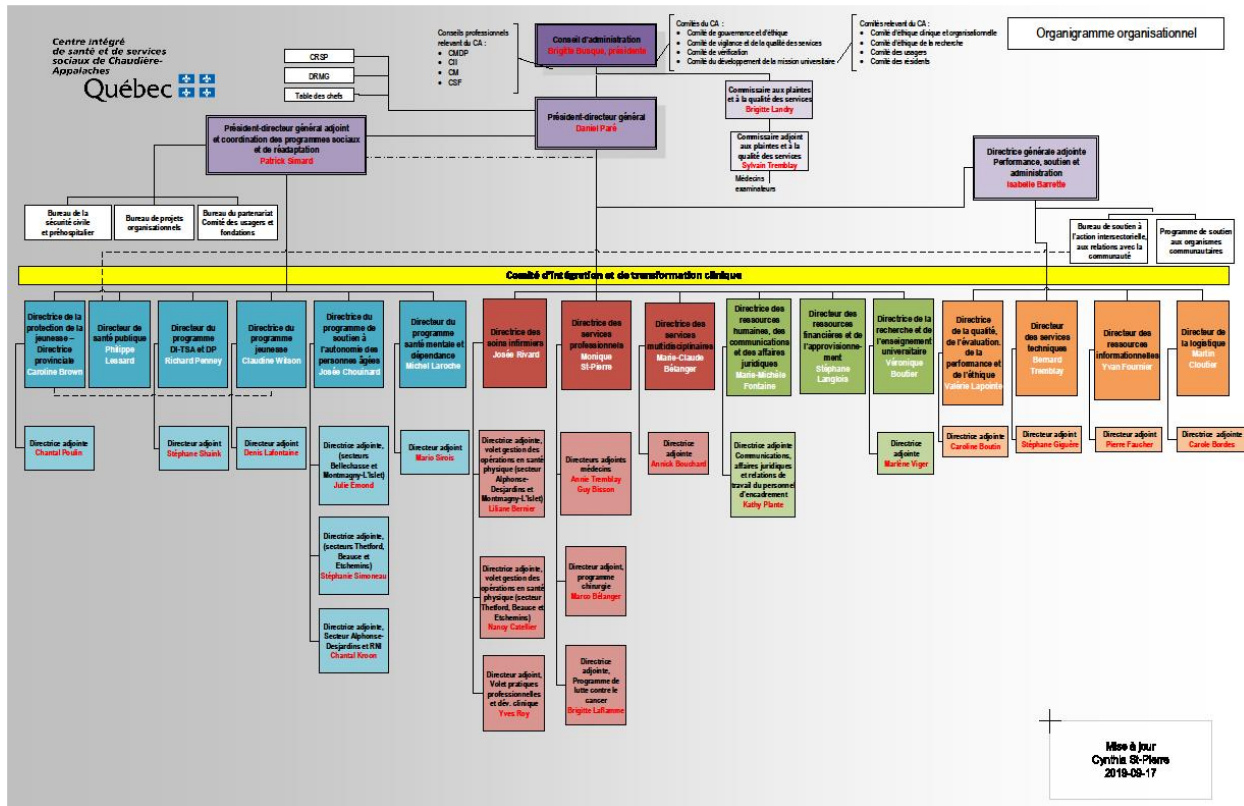 Centre intégré
de santé et de services
sociaux de Chaudière-
Appalaches
Québec
CRSP
DRMG
Table des chefs
Conseils professionnels
relevant du CA :
• CMDP
• CII
• CM
• CSF
Conseil d'administration
Brigitte Busque, présidente
Comités du CA :
• Comité de gouvernance et d'éthique
• Comité de vigilance et de la qualité des services
• Comité de vérification
• Comité du développement de la mission universitaire
Comités relevant du CA :
• Comité d'éthique clinique et organisationnelle
• Comité d'éthique de la recherche
• Comité des usagers
• Comité des résidents
Organigramme organisationnel
Président-directeur général
Daniel Paré
Commissaire aux plaintes
et à la qualité des services
Brigitte Landry
Commissaire adjoint
aux plaintes et à la
qualité des services
Sylvain Tremblay
Médecins
examinateurs
Président-directeur général adjoint
et coordination des programmes sociaux
et de réadaptation
Patrick Simard
Directrice générale adjointe
Performance, soutien et
administration
Isabelle Barrette
Bureau de la
sécurité civile
et préhospitalier
Bureau de projets
organisationnels
Bureau du partenariat
Comité des usagers et
fondations
Bureau de soutien à
l'action intersectorielle,
aux relations avec la
communauté
Programme de soutien
aux organismes
communautaires
Comité d'intégration et de transformation clinique
Directrice de la
protection de la
jeunesse –
Directrice
provinciale
Caroline Brown
Directeur de
santé publique
Philippe
Lessard
Directeur du
programme
DI-TSA et DP
Richard Penney
Directrice du
programme
jeunesse
Claudine Wilson
Directrice du
programme de
soutien à
l'autonomie des
personnes âgées
Josée Chouinard
Directeur du
programme
santé mentale et
dépendance
Michel Laroche
Directrice des
soins infirmiers
Josée Rivard
Directrice des
services
professionnels
Monique
St-Pierre
Directrice des
services
multidisciplinaires
Marie-Claude
Bélanger
Directrice des
ressources
humaines, des
communications
et des affaires
juridiques
Marie-Michèle
Fontaine
Directeur des
ressources
financières et de
l'approvisionne-
ment
Stéphane
Langlois
Directrice de la
recherche et de
l'enseignement
universitaire
Véronique
Boutier
Directrice
de la qualité,
de l'évaluation, de la
performance et
de l'éthique
Valérie Lapointe
Directeur
des services
techniques
Bernard
Tremblay
Directeur des
ressources
informationnelles
Yvan Fournier
Directeur de
la logistique
Martin
Cloutier
Directrice adjointe
Chantal Poulin
Directeur adjoint
Stéphane Shaink
Directeur adjoint
Denis Lafontaine
Directrice adjointe,
(secteurs
Bellechasse et
Montmagny-L'Islet)
Julie Émond
Directeur adjoint
Mario Sirois
Directrice adjointe,
volet gestion des
opérations en santé
physique (secteur
Alphonse-
Desjardins et
Montmagny-L'Islet)
Liliane Bernier
Directeurs adjoints
médecins
Annie Tremblay
Guy Bisson
Directrice
adjointe
Annick Bouchard
Directrice adjointe
Communications,
affaires juridiques
et relations de
travail du personnel
d'encadrement
Kathy Plante
Directrice
adjointe
Marlène Viger
Directrice adjointe
Caroline Boutin
Directeur adjoint
Stéphane Giguère
Directeur adjoint
Pierre Faucher
Directrice adjointe
Carole Bordes
Directrice adjointe,
(secteurs Thetford,
Beauce et
Etchemins)
Stéphanie Simoneau
Directrice adjointe,
volet gestion des
opérations en santé
physique (secteur
Thetford, Beauce et
Etchemins)
Nancy Catellier
Directeur adjoint,
programme
chirurgie
Marco Bélanger
Directrice adjointe,
Secteur Alphonse-
Desjardins et RNI
Chantal Kroon
Directeur adjoint,
Volet pratiques
professionnelles
et dév. clinique
Yves Roy
Directrice
adjointe,
Programme de
lutte contre le
cancer
Brigitte Laflamme
Mise à jour
Cynthia St-Pierre
2019-09-17